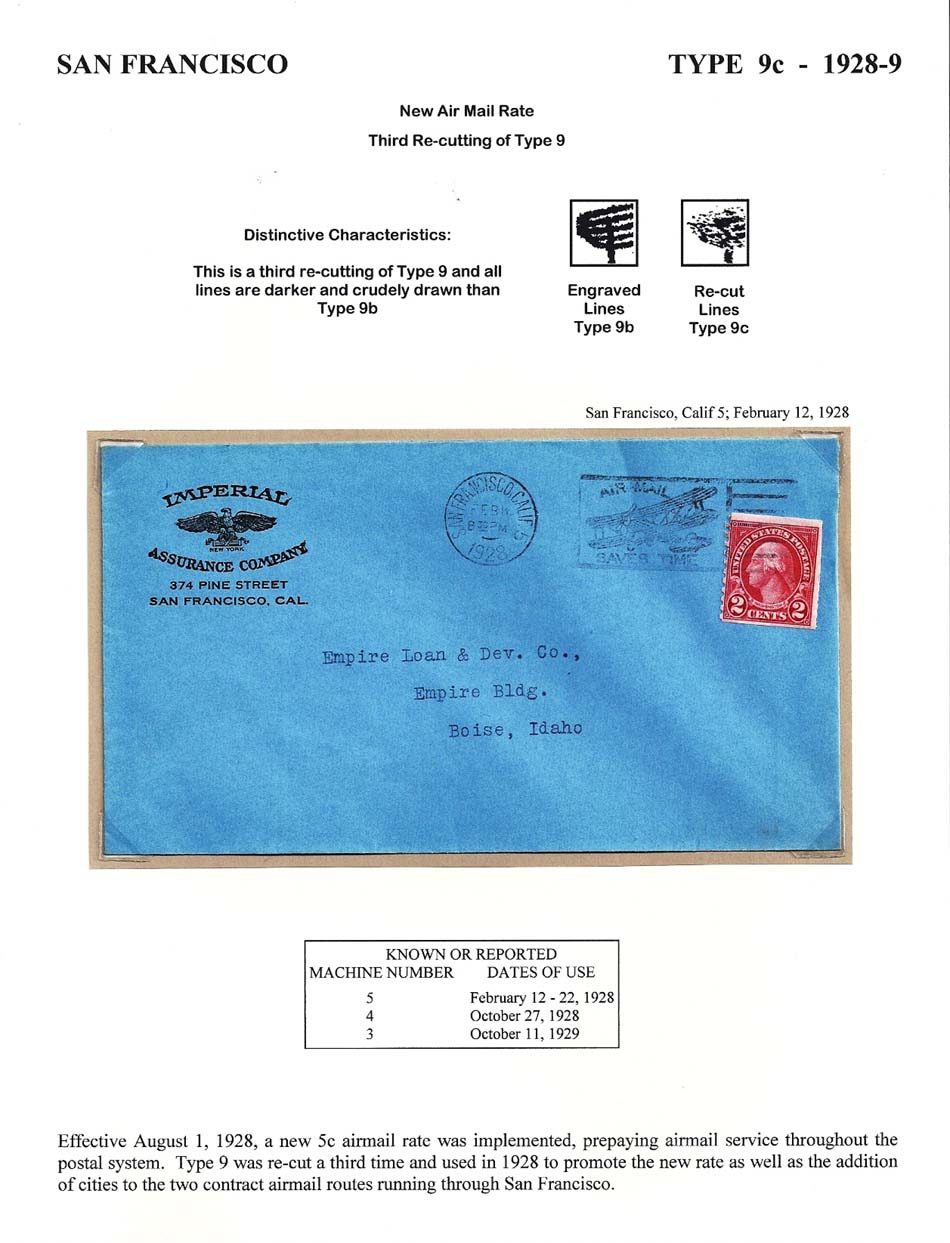 SAN FRANCISCO
TYPE 9c - 1928-9
New Air Mail Rate
Third Re-cutting of Type 9
Distinctive Characteristics:
This is a third re-cutting of Type 9 and all
lines are darker and crudely drawn than
Type 9b
Engraved
Lines
Type 9b
Re-cut
Lines
Type 9c
San Francisco, Calif 5; February 12, 1928
IMPERIAL
NEW YORK
ASSURANCE COMPANY
374 PINE STREET
SAN FRANCISCO, CAL.
SAN FRANCISCO, CALIF. 5
FEB
8 PM
1928
AIR MAIL
SAVES TIME
UNITED STATES POSTAGE
WASHINGTON
2 CENTS 2
Empire Loan & Dev. Co.,
Empire Bldg.
Boise, Idaho
KNOWN OR REPORTED
MACHINE NUMBER DATES OF USE
5 February 12 - 22, 1928
4 October 27, 1928
3 October 11, 1929
Effective August 1, 1928, a new 5c airmail rate was implemented, prepaying airmail service throughout the
postal system. Type 9 was re-cut a third time and used in 1928 to promote the new rate as well as the addition
of cities to the two contract airmail routes running through San Francisco.